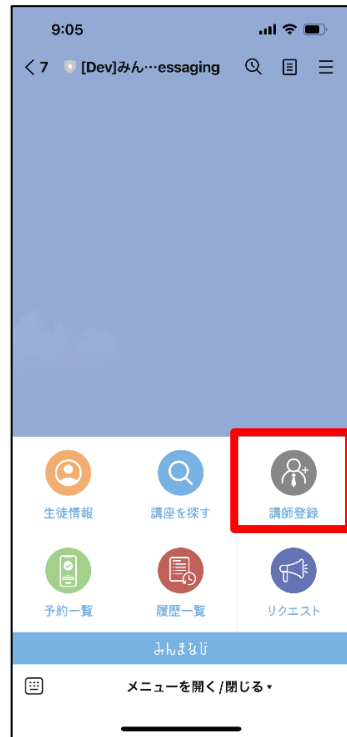 9:05
7 [Dev]みん…essaging
生徒情報 講座を探す 講師登録
予約一覧 履歴一覧 リクエスト
みんまなび
メニューを開く/閉じる